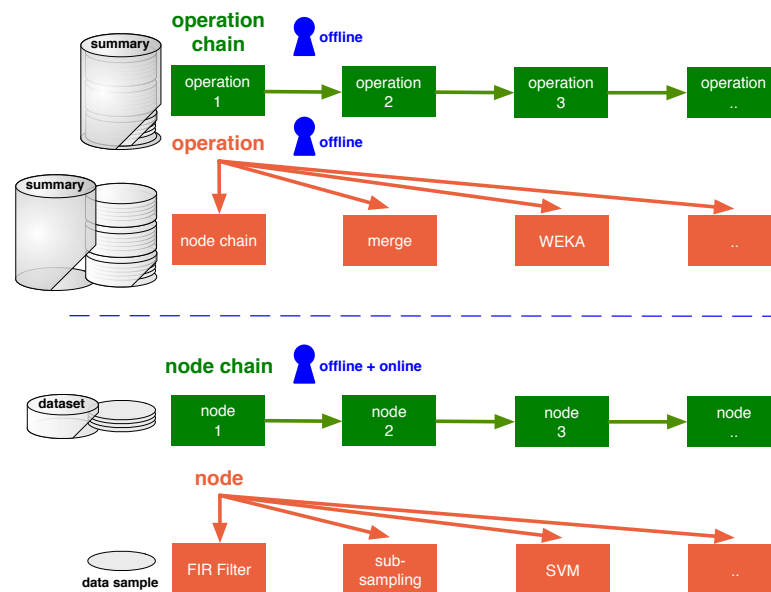 operation
chain
offline
summary
operation
1
operation
2
operation
3
operation
..
operation
offline
summary
node chain
merge
WEKA
..
node chain
offline + online
dataset
node
1
node
2
node
3
node
..
node
FIR Filter
sub-
sampling
SVM
..
data sample